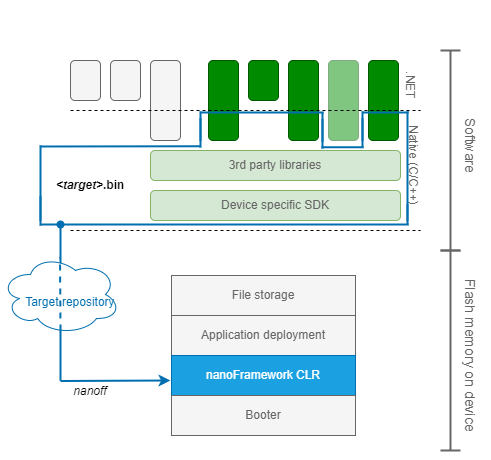 .NET
Software
Native (C/C++)
3rd party libraries
<target>.bin
Device specific SDK
Target repository
File storage
Flash memory on device
Application deployment
nanoFramework CLR
nanoff
Booter